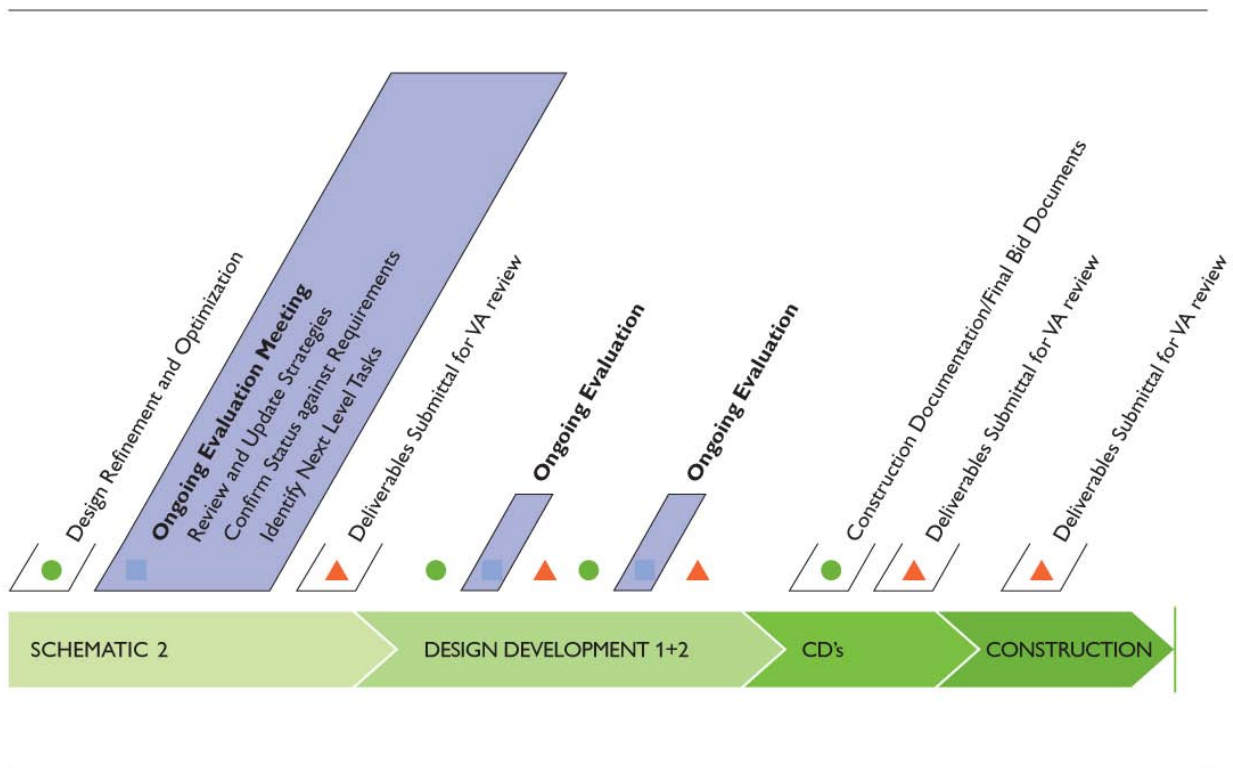 Design Refinement and Optimization
Ongoing Evaluation Meeting
Review and Update Strategies
Confirm Status against Requirements
Identify Next Level Tasks
Deliverables Submittal for VA review
Ongoing Evaluation
Ongoing Evaluation
Construction Documentation/Final Bid Documents
Deliverables Submittal for VA review
Deliverables Submittal for VA review
SCHEMATIC 2
DESIGN DEVELOPMENT 1+2
CD's
CONSTRUCTION